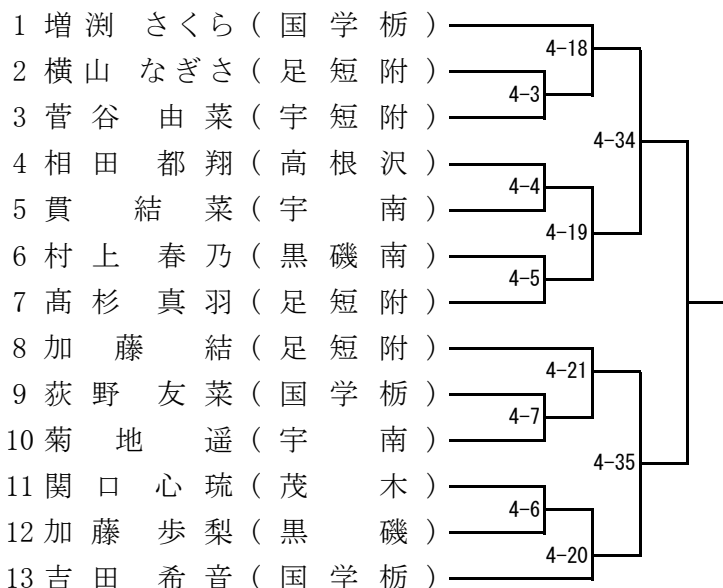 1 増渕 さくら ( 国学栃 )
4-18
2 横山 なぎさ ( 足短附 )
4-3
3 菅谷 由菜 ( 宇短附 )
4-34
4 相田 都翔 ( 高根沢 )
4-4
5 貫 結菜 ( 宇南 )
4-19
6 村上 春乃 ( 黒磯南 )
4-5
7 髙杉 真羽 ( 足短附 )
8 加藤 結 ( 足短附 )
4-21
9 荻野 友菜 ( 国学栃 )
4-7
10 菊地 遥 ( 宇南 )
4-35
11 関口 心琉 ( 茂木 )
4-6
12 加藤 歩梨 ( 黒磯 )
4-20
13 吉田 希音 ( 国学栃 )